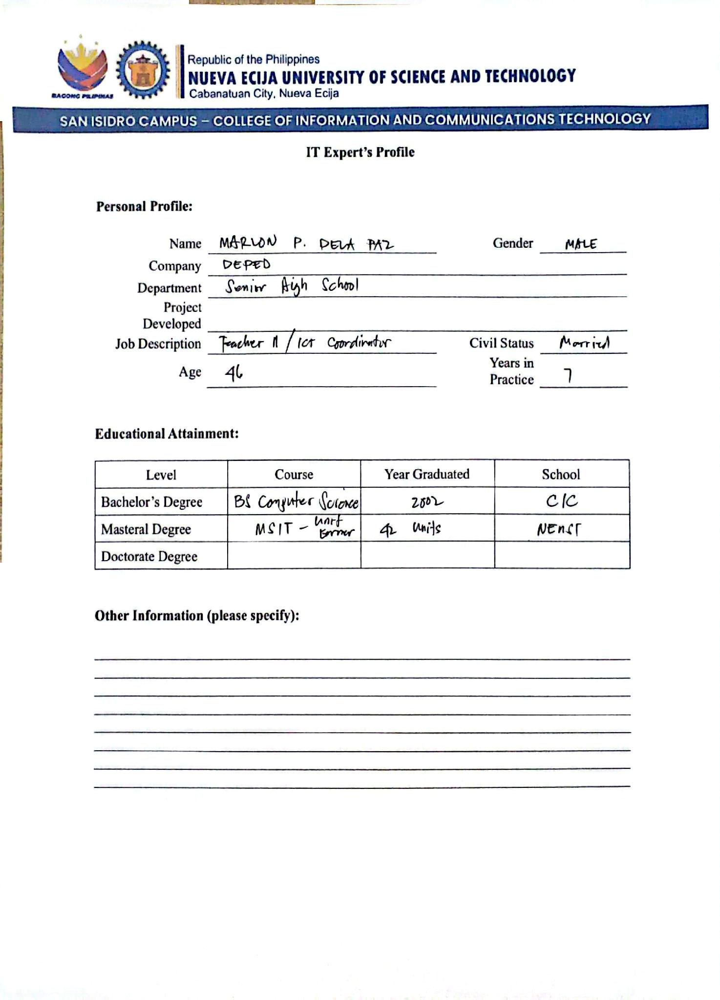 BAGONG PILIPINAS
Republic of the Philippines
NUEVA ECIJA UNIVERSITY OF SCIENCE AND TECHNOLOGY
Cabanatuan City, Nueva Ecija
SAN ISIDRO CAMPUS – COLLEGE OF INFORMATION AND COMMUNICATIONS TECHNOLOGY
IT Expert's Profile
Personal Profile:
Name MARLON P. DELA PAZ Gender MALE
Company DEPED
Department Senior High School
Project
Developed
Job Description Teacher II / ICT Coordinator Civil Status Married
Age 46 Years in Practice 7
Educational Attainment:
Level Course Year Graduated School
Bachelor's Degree BS Computer Science 2002 CIC
Masteral Degree MSIT – Unit Earner 42 Units NEUST
Doctorate Degree
Other Information (please specify):